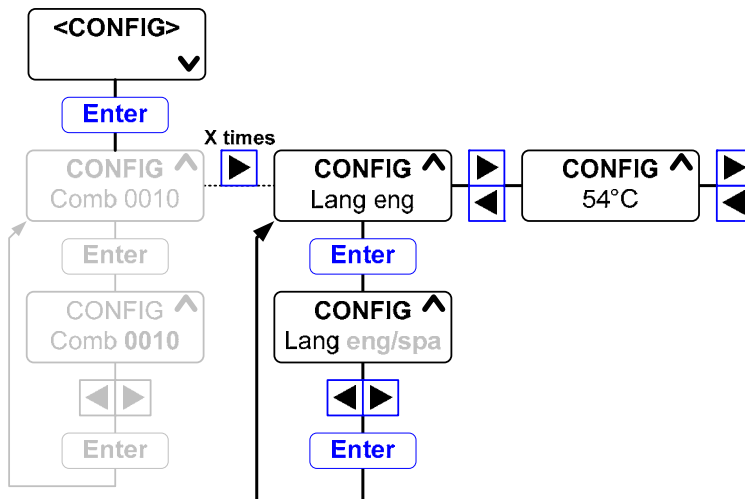 <CONFIG>
Enter
X times
CONFIG
Comb 0010
CONFIG
Lang eng
CONFIG
54°C
Enter
Enter
CONFIG
Comb 0010
CONFIG
Lang eng/spa
Enter
Enter